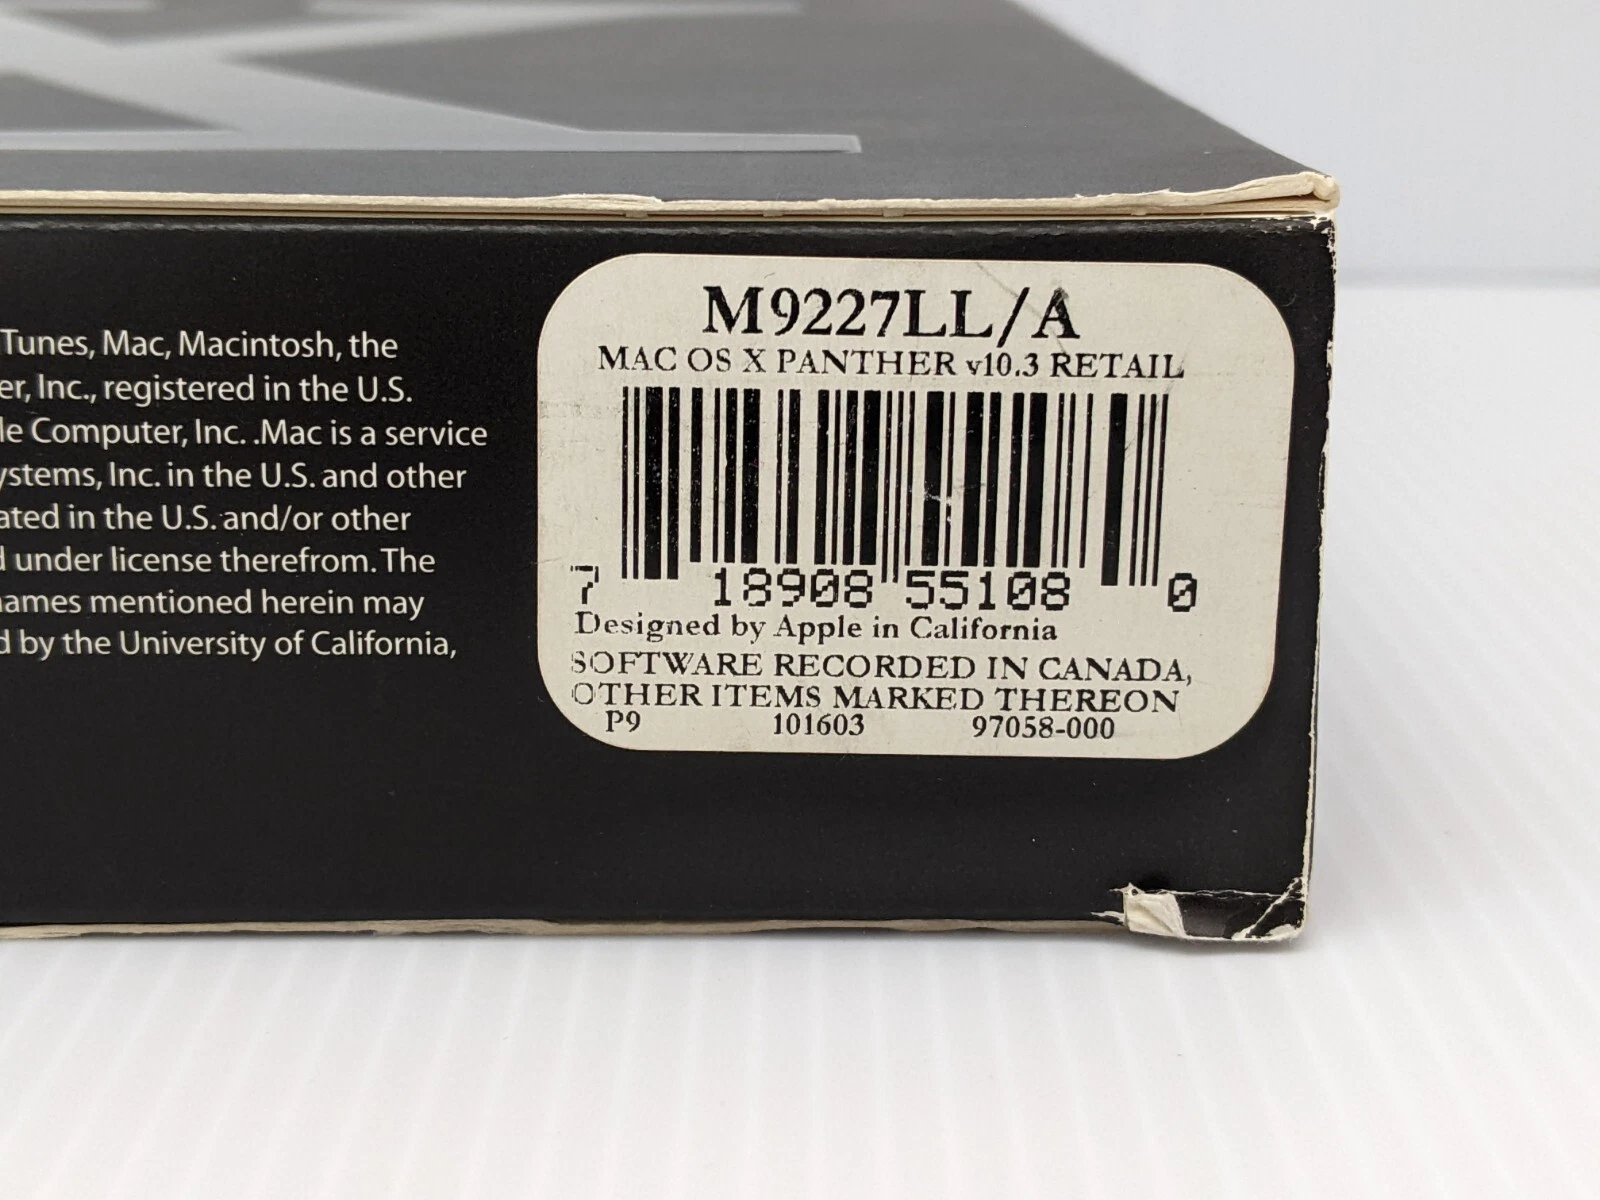 Tunes, Mac, Macintosh, the
er, Inc., registered in the U.S.
le Computer, Inc. .Mac is a service
ystems, Inc. in the U.S. and other
ated in the U.S. and/or other
d under license therefrom. The
names mentioned herein may
d by the University of California,
M9227LL/A
MAC OS X PANTHER v10.3 RETAIL
7 18908 55108 0
Designed by Apple in California
SOFTWARE RECORDED IN CANADA,
OTHER ITEMS MARKED THEREON
P9 101603 97058-000